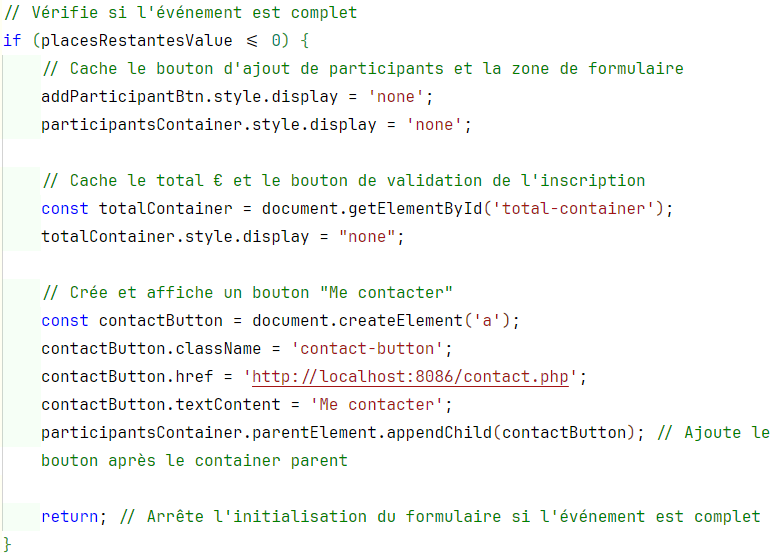 // Vérifie si l'événement est complet
if (placesRestantesValue <= 0) {
// Cache le bouton d'ajout de participants et la zone de formulaire
addParticipantBtn.style.display = 'none';
participantsContainer.style.display = 'none';
// Cache le total € et le bouton de validation de l'inscription
const totalContainer = document.getElementById('total-container');
totalContainer.style.display = "none";
// Crée et affiche un bouton "Me contacter"
const contactButton = document.createElement('a');
contactButton.className = 'contact-button';
contactButton.href = 'http://localhost:8086/contact.php';
contactButton.textContent = 'Me contacter';
participantsContainer.parentElement.appendChild(contactButton); // Ajoute le
bouton après le container parent
return; // Arrête l'initialisation du formulaire si l'événement est complet
}